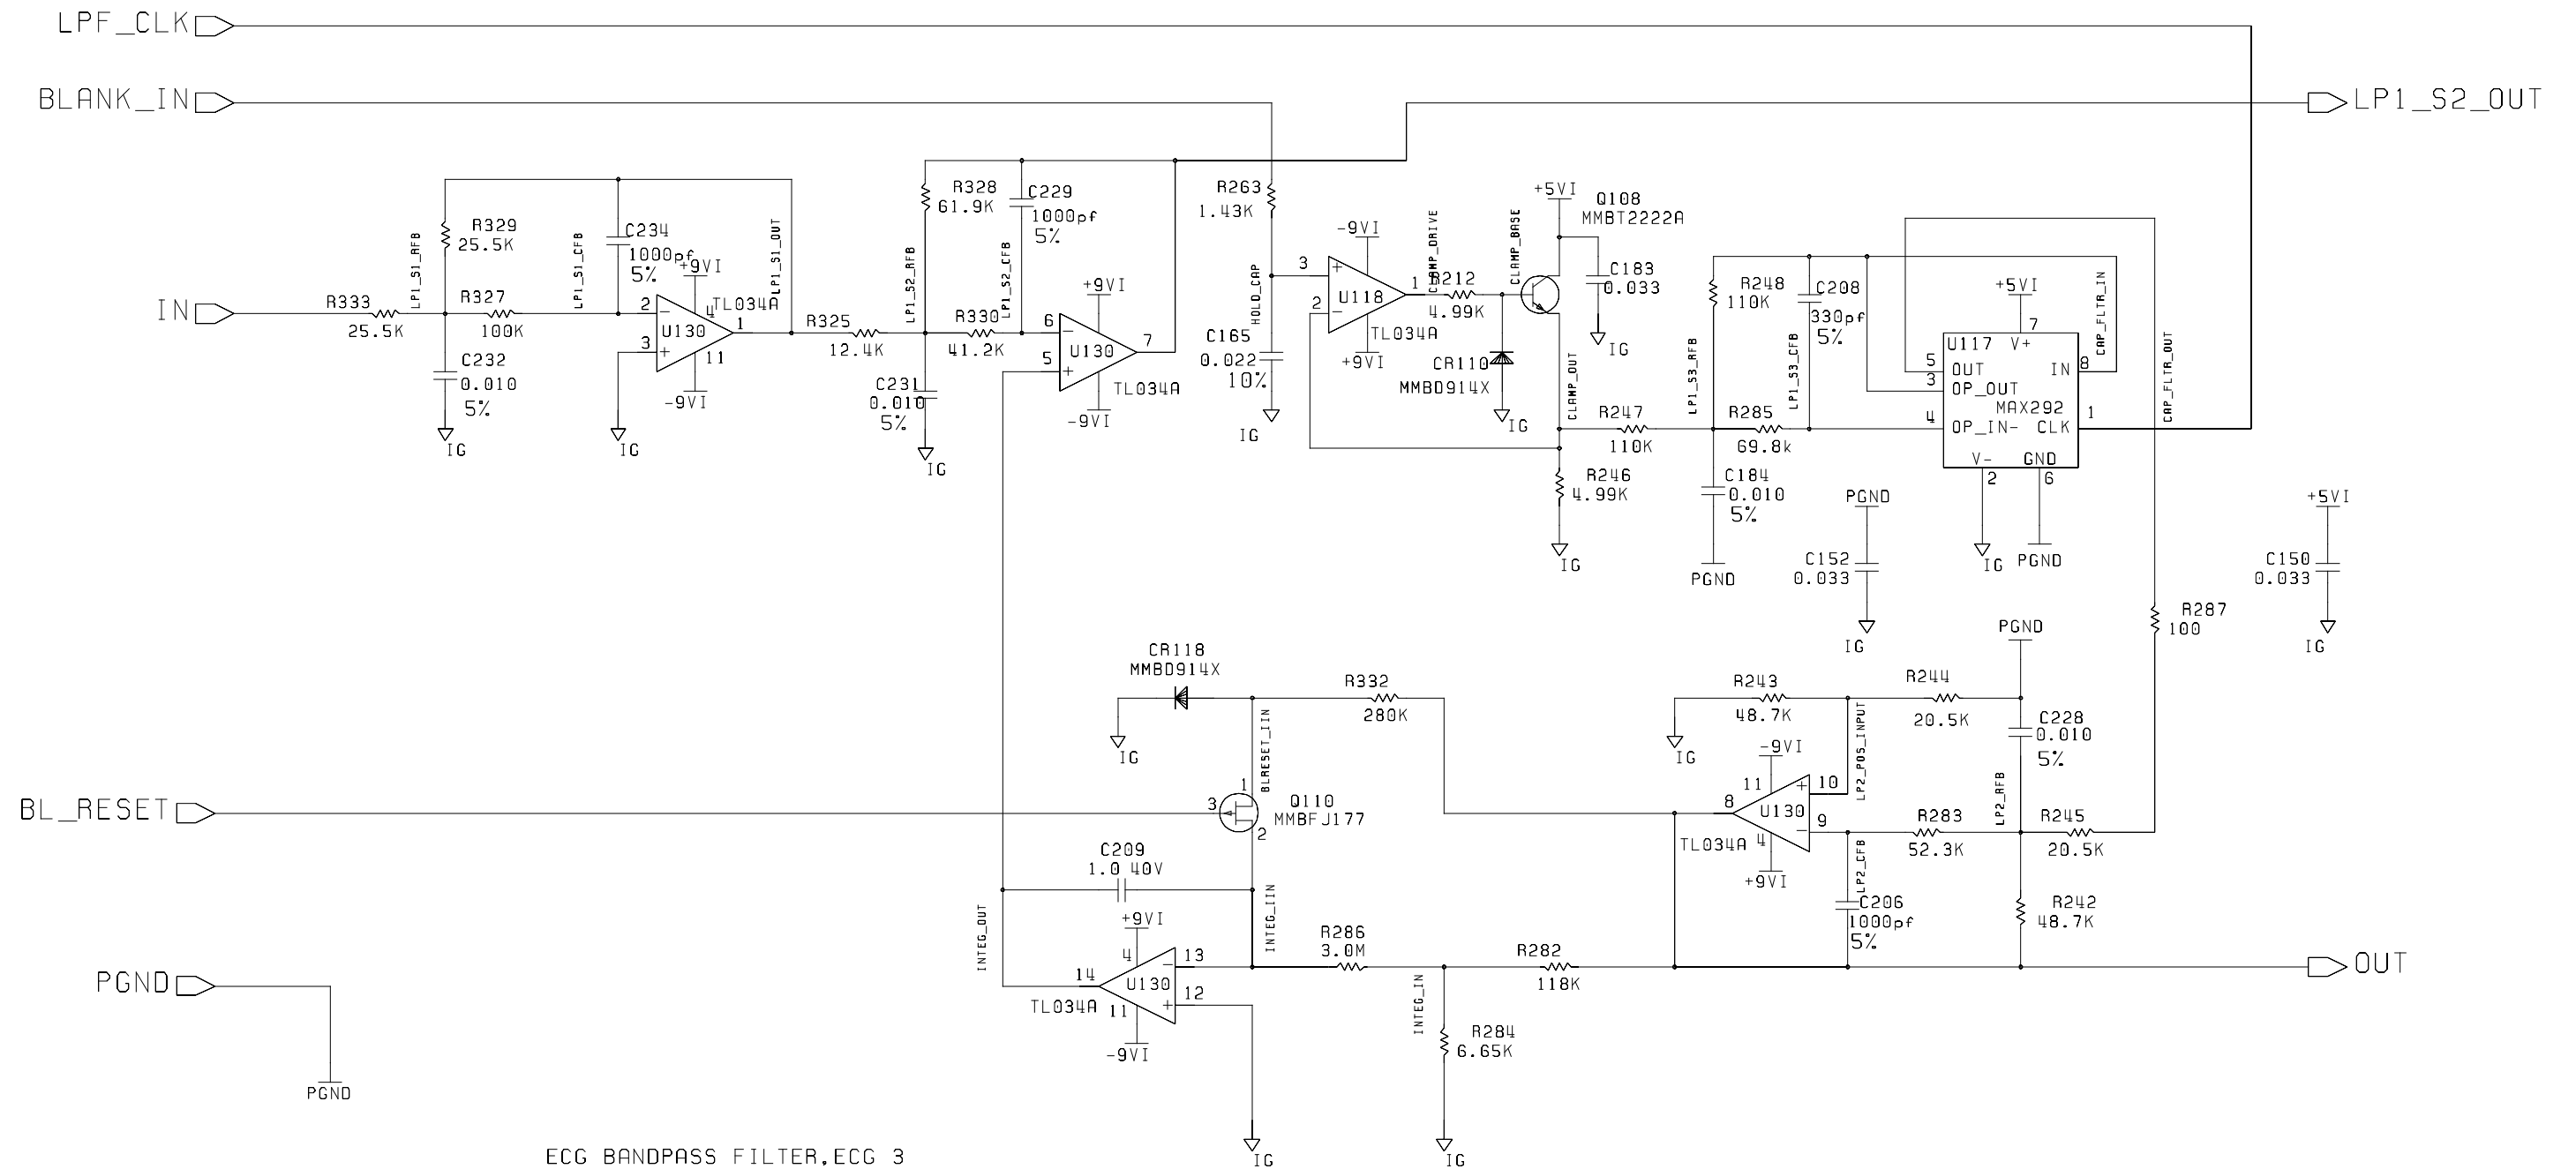 LPF_CLK
BLANK_IN
LP1_S2_OUT
R328
61.9K
C229
1000pf
5%
R263
1.43K
+5VI
Q108
MMBT2222A
R329
25.5K
C234
1000pf
5%
+9VI
TL034A
LP1_S1_RFB
LP1_S1_CFB
LP1_S1_OUT
LP1_S2_RFB
LP1_S2_CFB
HOLD_CAP
CLAMP_DRIVE
CLAMP_BASE
IN
R333
25.5K
R327
100K
2
3
4
U130
1
11
-9VI
C232
0.010
5%
IG
IG
R325
12.4K
R330
41.2K
C231
0.010
5%
IG
+9VI
6
5
U130
7
TL034A
-9VI
C165
0.022
10%
IG
-9VI
3
2
U118
1
TL034A
+9VI
R212
4.99K
CR110
MMBD914X
IG
C183
0.033
IG
CLAMP_OUT
R247
110K
R246
4.99K
IG
LP1_S3_RFB
R248
110K
C208
330pf
5%
LP1_S3_CFB
R285
69.8k
C184
0.010
5%
PGND
+5VI
7
U117
V+
5
OUT
IN
8
3
OP_OUT
MAX292
4
OP_IN-
CLK
1
V-
GND
2
6
IG
PGND
CAP_FLTR_IN
CAP_FLTR_OUT
PGND
C152
0.033
IG
+5VI
C150
0.033
IG
R287
100
CR118
MMBD914X
IG
R332
280K
BLRESET_IIN
R243
48.7K
IG
R244
20.5K
PGND
C228
0.010
5%
LP2_POS_INPUT
-9VI
11
10
8
U130
9
TL034A
4
+9VI
LP2_RFB
R283
52.3K
R245
20.5K
LP2_CFB
C206
1000pf
5%
R242
48.7K
BL_RESET
1
3
2
Q110
MMBFJ177
C209
1.0 40V
INTEG_OUT
INTEG_IIN
+9VI
4
13
14
U130
12
TL034A
11
-9VI
IG
R286
3.0M
INTEG_IN
R282
118K
R284
6.65K
IG
OUT
PGND
PGND
ECG BANDPASS FILTER,ECG 3